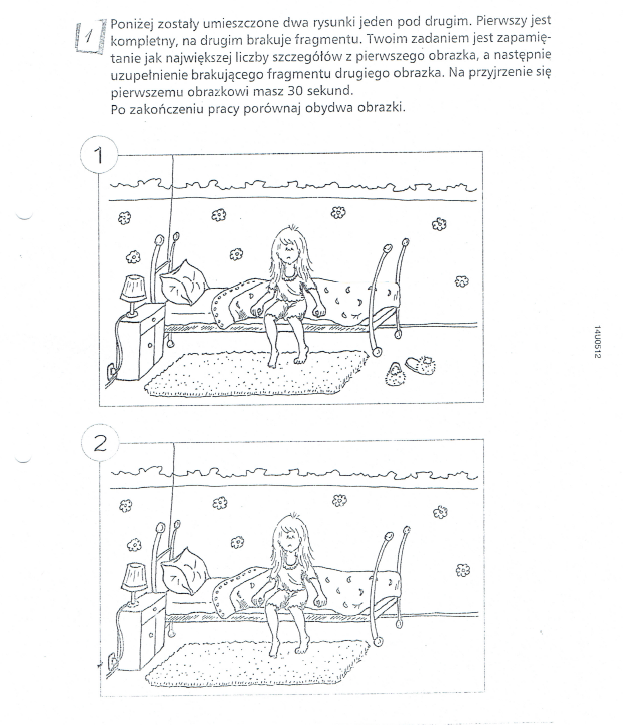 1
Poniżej zostały umieszczone dwa rysunki jeden pod drugim. Pierwszy jest
kompletny, na drugim brakuje fragmentu. Twoim zadaniem jest zapamię-
tanie jak największej liczby szczegółów z pierwszego obrazka, a następnie
uzupełnienie brakującego fragmentu drugiego obrazka. Na przyjrzenie się
pierwszemu obrazkowi masz 30 sekund.
Po zakończeniu pracy porównaj obydwa obrazki.
1
14U0512
2